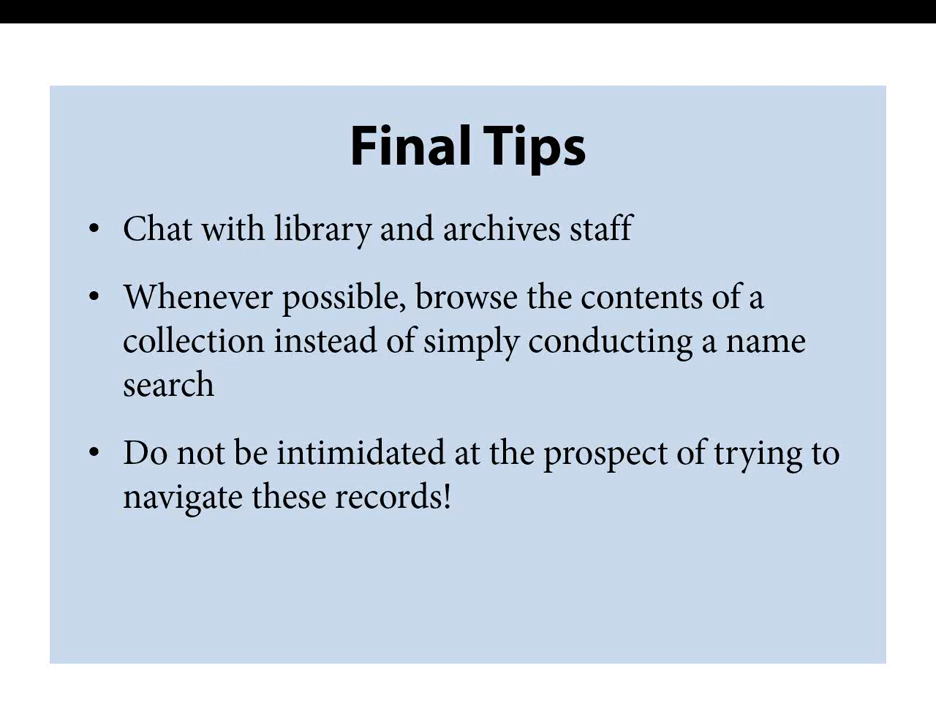 Final Tips
• Chat with library and archives staff
• Whenever possible, browse the contents of a
collection instead of simply conducting a name
search
• Do not be intimidated at the prospect of trying to
navigate these records!